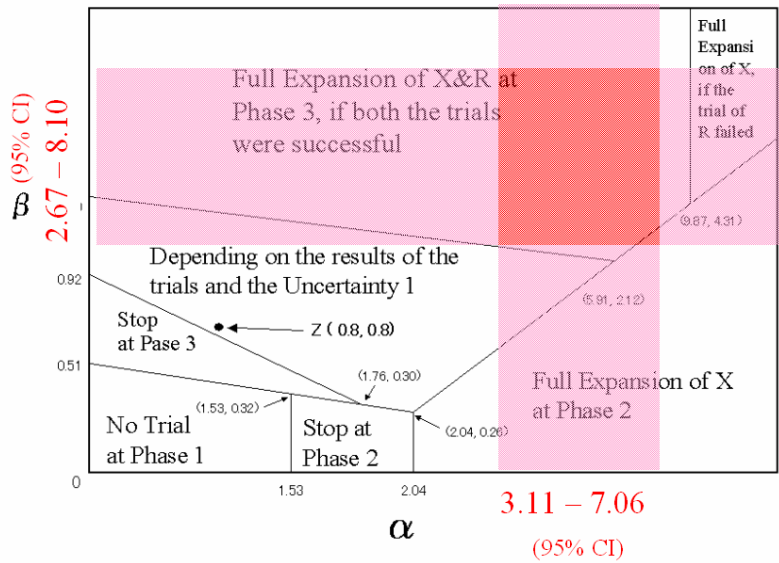 Full
Expansi
on of X,
if the
trial of
R failed
Full Expansion of X&R at
Phase 3, if both the trials
were successful
β
2.67 – 8.10
(95% CI)
1
(9.87, 4.31)
Depending on the results of the
trials and the Uncertainty 1
0.92
(5.91, 2.12)
Stop
at Pase 3
Z ( 0.8, 0.8)
0.51
(1.76, 0.30)
Full Expansion of X
at Phase 2
(1.53, 0.32)
No Trial
at Phase 1
Stop at
Phase 2
(2.04, 0.26)
0
1.53
2.04
3.11 – 7.06
α
(95% CI)